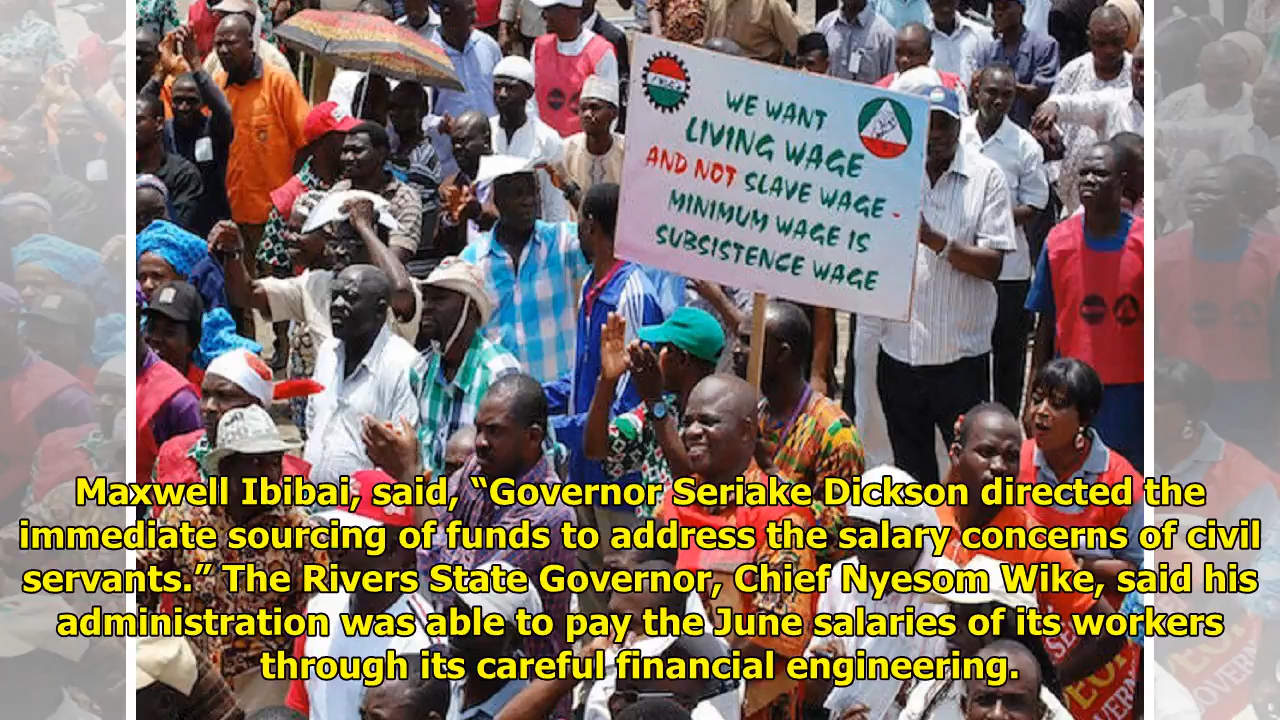 WE WANT
LIVING WAGE
AND NOT SLAVE WAGE -
MINIMUM WAGE IS
SUBSISTENCE WAGE
Maxwell Ibibai, said, “Governor Seriake Dickson directed the
immediate sourcing of funds to address the salary concerns of civil
servants.” The Rivers State Governor, Chief Nyesom Wike, said his
administration was able to pay the June salaries of its workers
through its careful financial engineering.